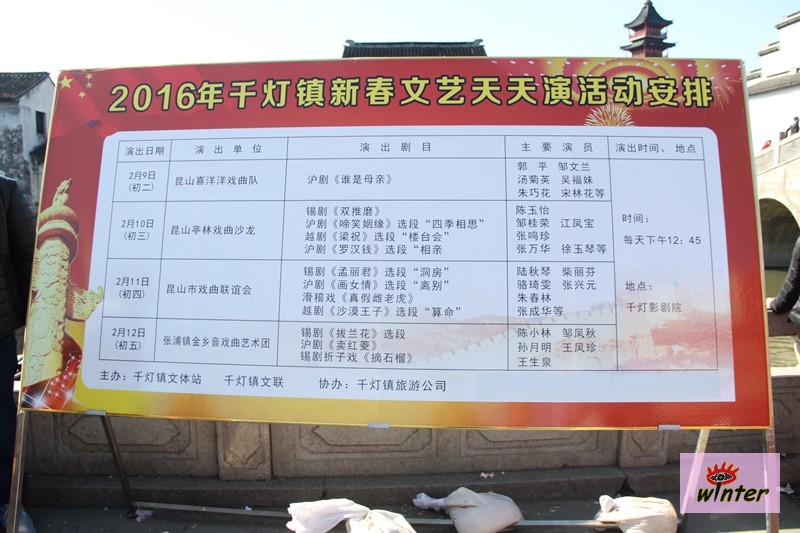 2016年千灯镇新春文艺天天演活动安排
演出日期 演出单位 演出剧目 主要演员 演出时间、地点
2月9日
(初二)
昆山喜洋洋戏曲队
沪剧《谁是母亲》
郭平 邹文兰
汤菊英 吴福妹
朱巧花 宋林花等
2月10日
(初三)
昆山亭林戏曲沙龙
锡剧《双推磨》
沪剧《啼笑姻缘》选段“四季相思”
越剧《梁祝》选段“楼台会”
沪剧《罗汉钱》选段“相亲
陈玉怡
邹桂荣 江凤宝
张鸣珍
张万华 徐玉琴等
2月11日
(初四)
昆山市戏曲联谊会
锡剧《孟丽君》选段“洞房”
沪剧《画女情》选段“离别”
滑稽戏《真假雌老虎》
越剧《沙漠王子》选段“算命”
陆秋琴 柴丽芬
骆琦雯 张兴元
朱春林
张成华等
2月12日
(初五)
张浦镇金乡音戏曲艺术团
锡剧《拔兰花》选段
沪剧《卖红菱》
锡剧折子戏《摘石榴》
陈小林 邹凤秋
孙月明 王凤珍
王生泉
时间:
每天下午12:45
地点:
千灯影剧院
主办:千灯镇文体站 千灯镇文联 协办:千灯镇旅游公司
winter